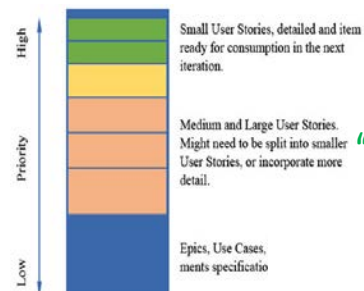 High
Priority
Low
Small User Stories, detailed and item
ready for consumption in the next
iteration.
Medium and Large User Stories.
Might need to be split into smaller
User Stories, or incorporate more
detail.
“
Epics, Use Cases,
ments specificatio